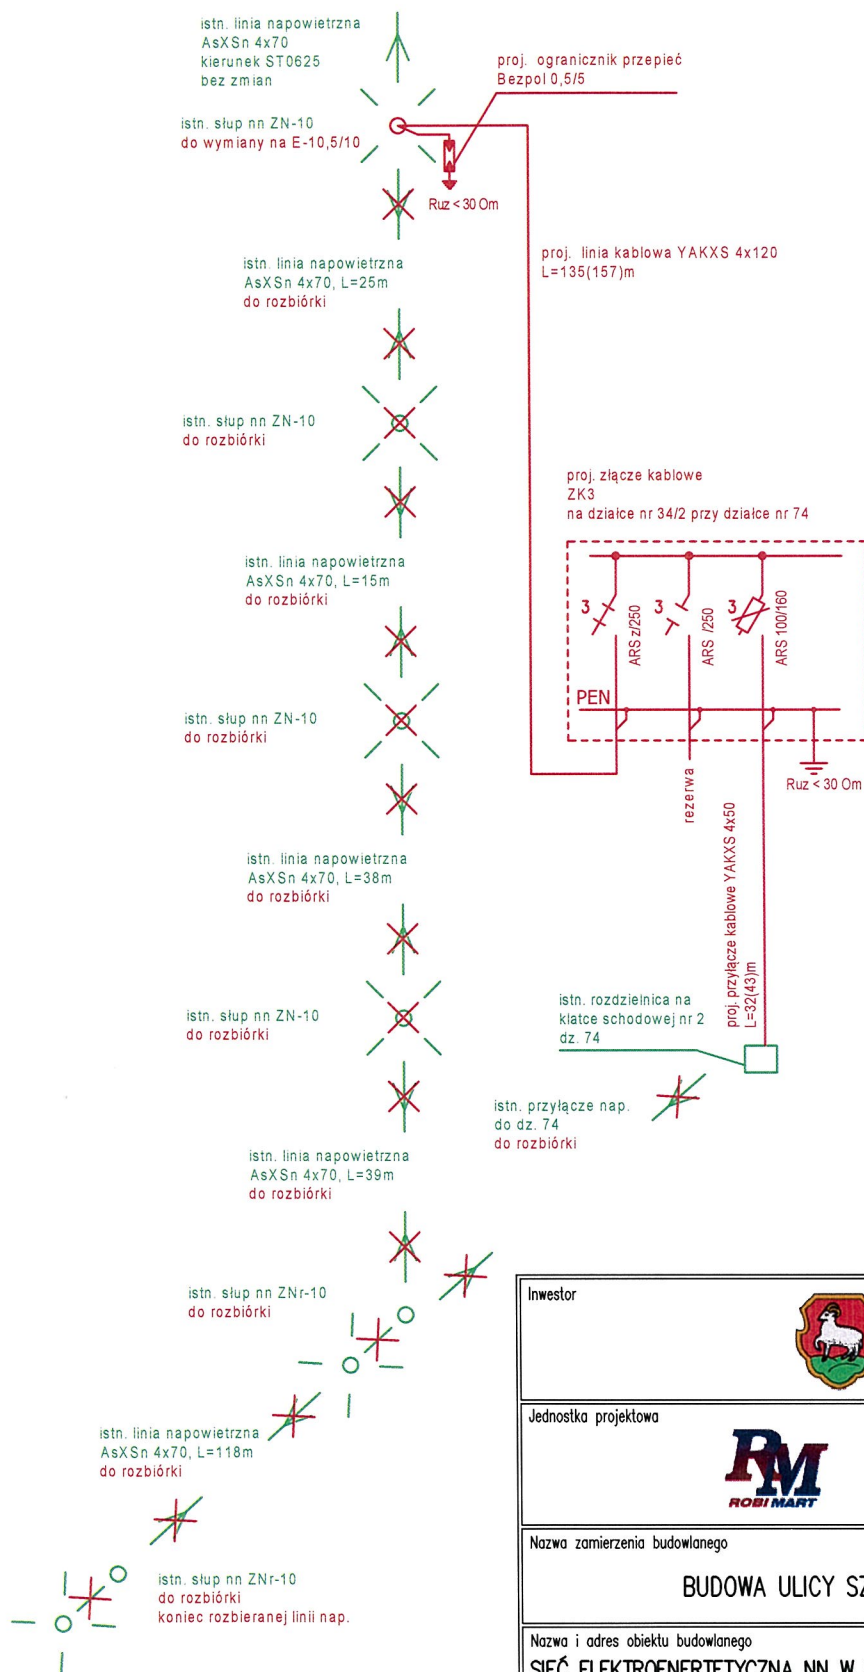 istn. linia napowietrzna
AsXSn 4x70
kierunek ST0625
bez zmian
proj. ogranicznik przepieć
Bezpol 0,5/5
istn. słup nn ZN-10
do wymiany na E-10,5/10
Ruz < 30 Om
proj. linia kablowa YAKXS 4x120
L=135(157)m
istn. linia napowietrzna
AsXSn 4x70, L=25m
do rozbiórki
istn. słup nn ZN-10
do rozbiórki
proj. złącze kablowe
ZK3
na działce nr 34/2 przy działce nr 74
istn. linia napowietrzna
AsXSn 4x70, L=15m
do rozbiórki
3
ARS z/250
3
ARS /250
3
ARS 100/160
PEN
istn. słup nn ZN-10
do rozbiórki
rezerwa
Ruz < 30 Om
istn. linia napowietrzna
AsXSn 4x70, L=38m
do rozbiórki
proj. przyłącze kablowe YAKXS 4x50
L=32(43)m
istn. słup nn ZN-10
do rozbiórki
istn. rozdzielnica na
klatce schodowej nr 2
dz. 74
istn. przyłącze nap.
do dz. 74
do rozbiórki
istn. linia napowietrzna
AsXSn 4x70, L=39m
do rozbiórki
istn. słup nn ZNr-10
do rozbiórki
istn. linia napowietrzna
AsXSn 4x70, L=118m
do rozbiórki
istn. słup nn ZNr-10
do rozbiórki
koniec rozbieranej linii nap.
Inwestor
Jednostka projektowa
RM
ROBIMART
Nazwa zamierzenia budowlanego
BUDOWA ULICY SZ
Nazwa i adres obiektu budowlanego
SIEĆ ELEKTROENERTETYCZNA NN W